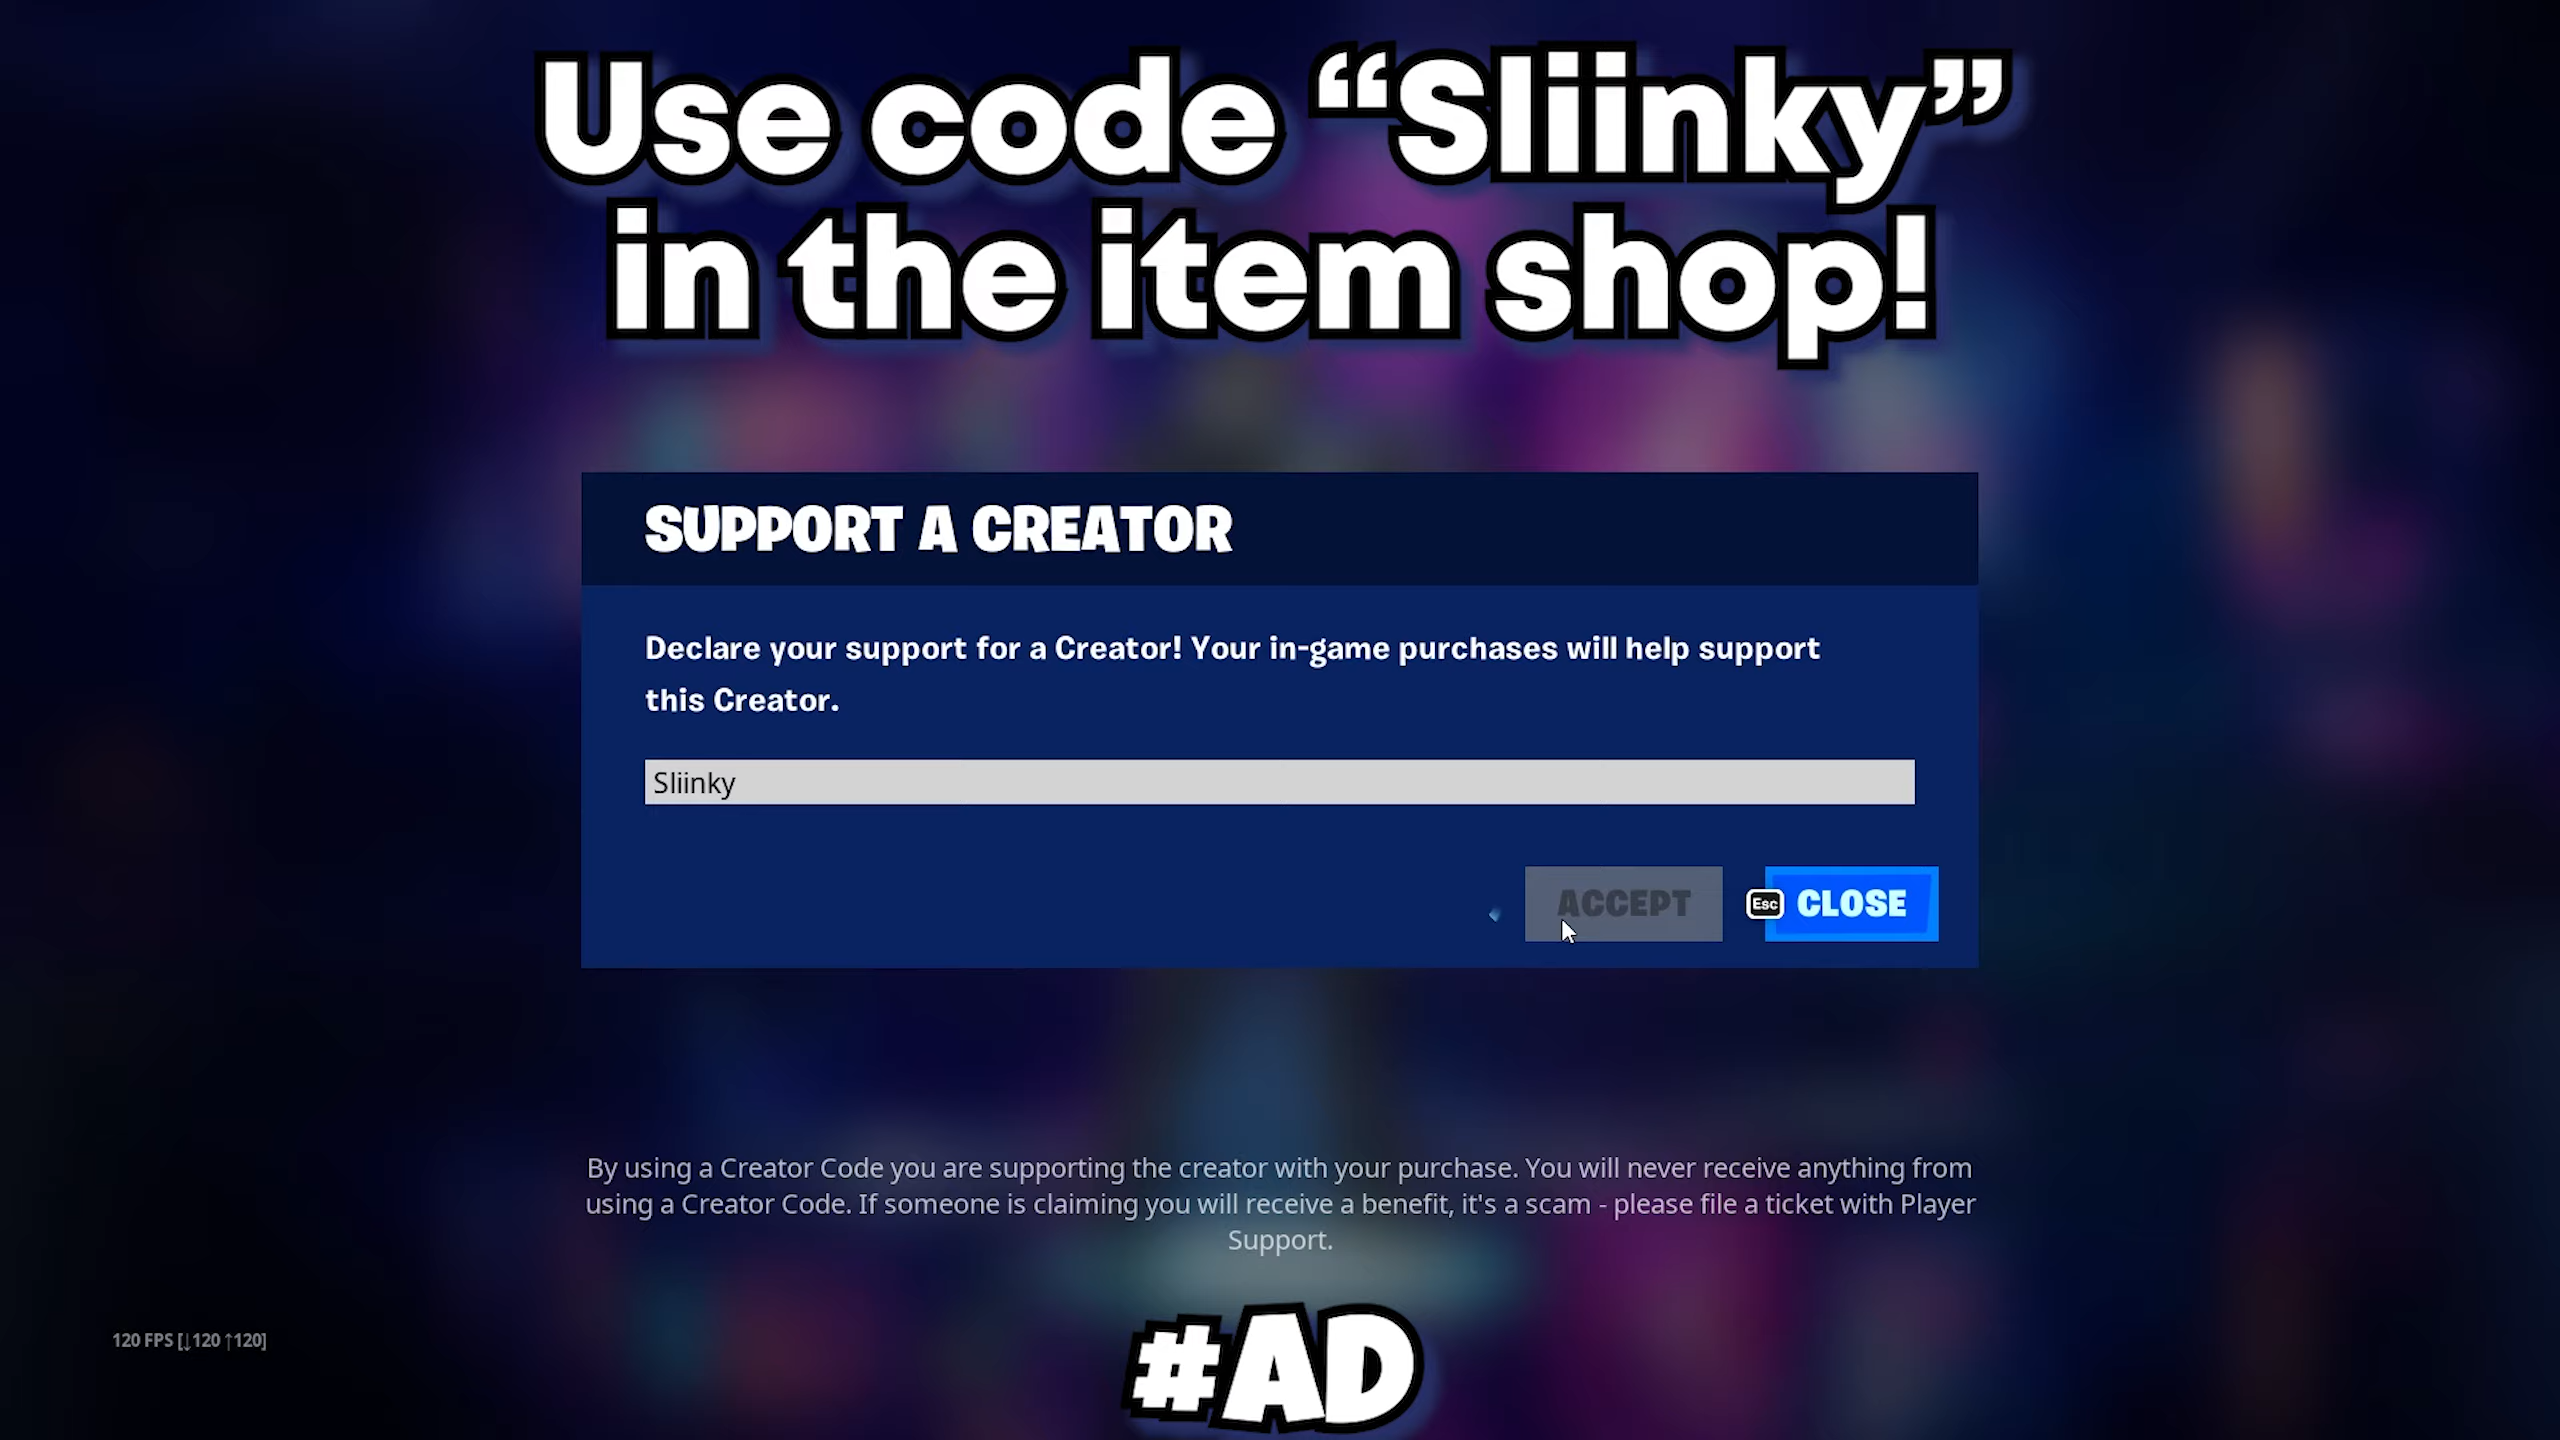 Use code “Sliinky”
in the item shop!
SUPPORT A CREATOR
Declare your support for a Creator! Your in-game purchases will help support
this Creator.
Sliinky
ACCEPT
Esc CLOSE
By using a Creator Code you are supporting the creator with your purchase. You will never receive anything from
using a Creator Code. If someone is claiming you will receive a benefit, it's a scam - please file a ticket with Player
Support.
120 FPS [↓120 ↑120]
#AD